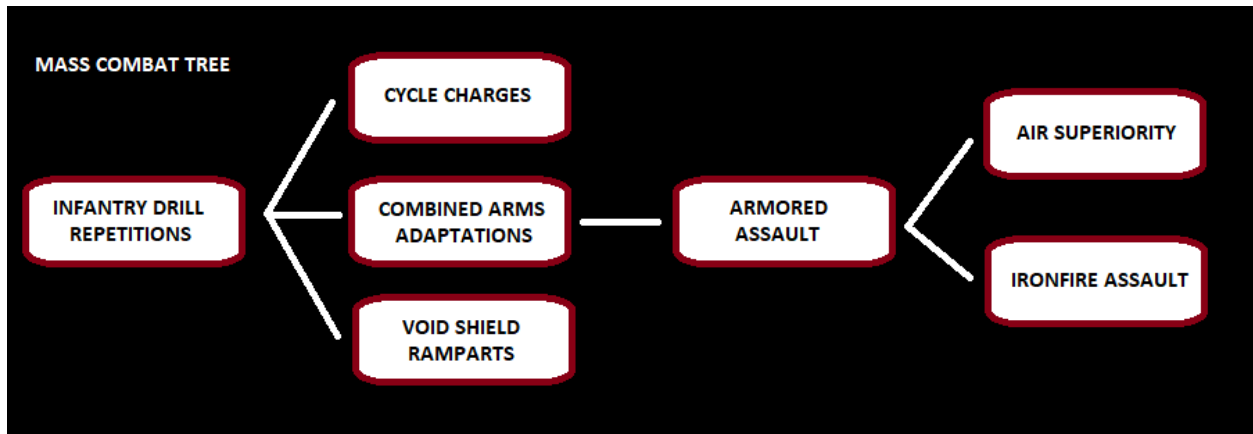 MASS COMBAT TREE
INFANTRY DRILL
REPETITIONS
CYCLE CHARGES
COMBINED ARMS
ADAPTATIONS
VOID SHIELD
RAMPARTS
ARMORED
ASSAULT
AIR SUPERIORITY
IRONFIRE ASSAULT